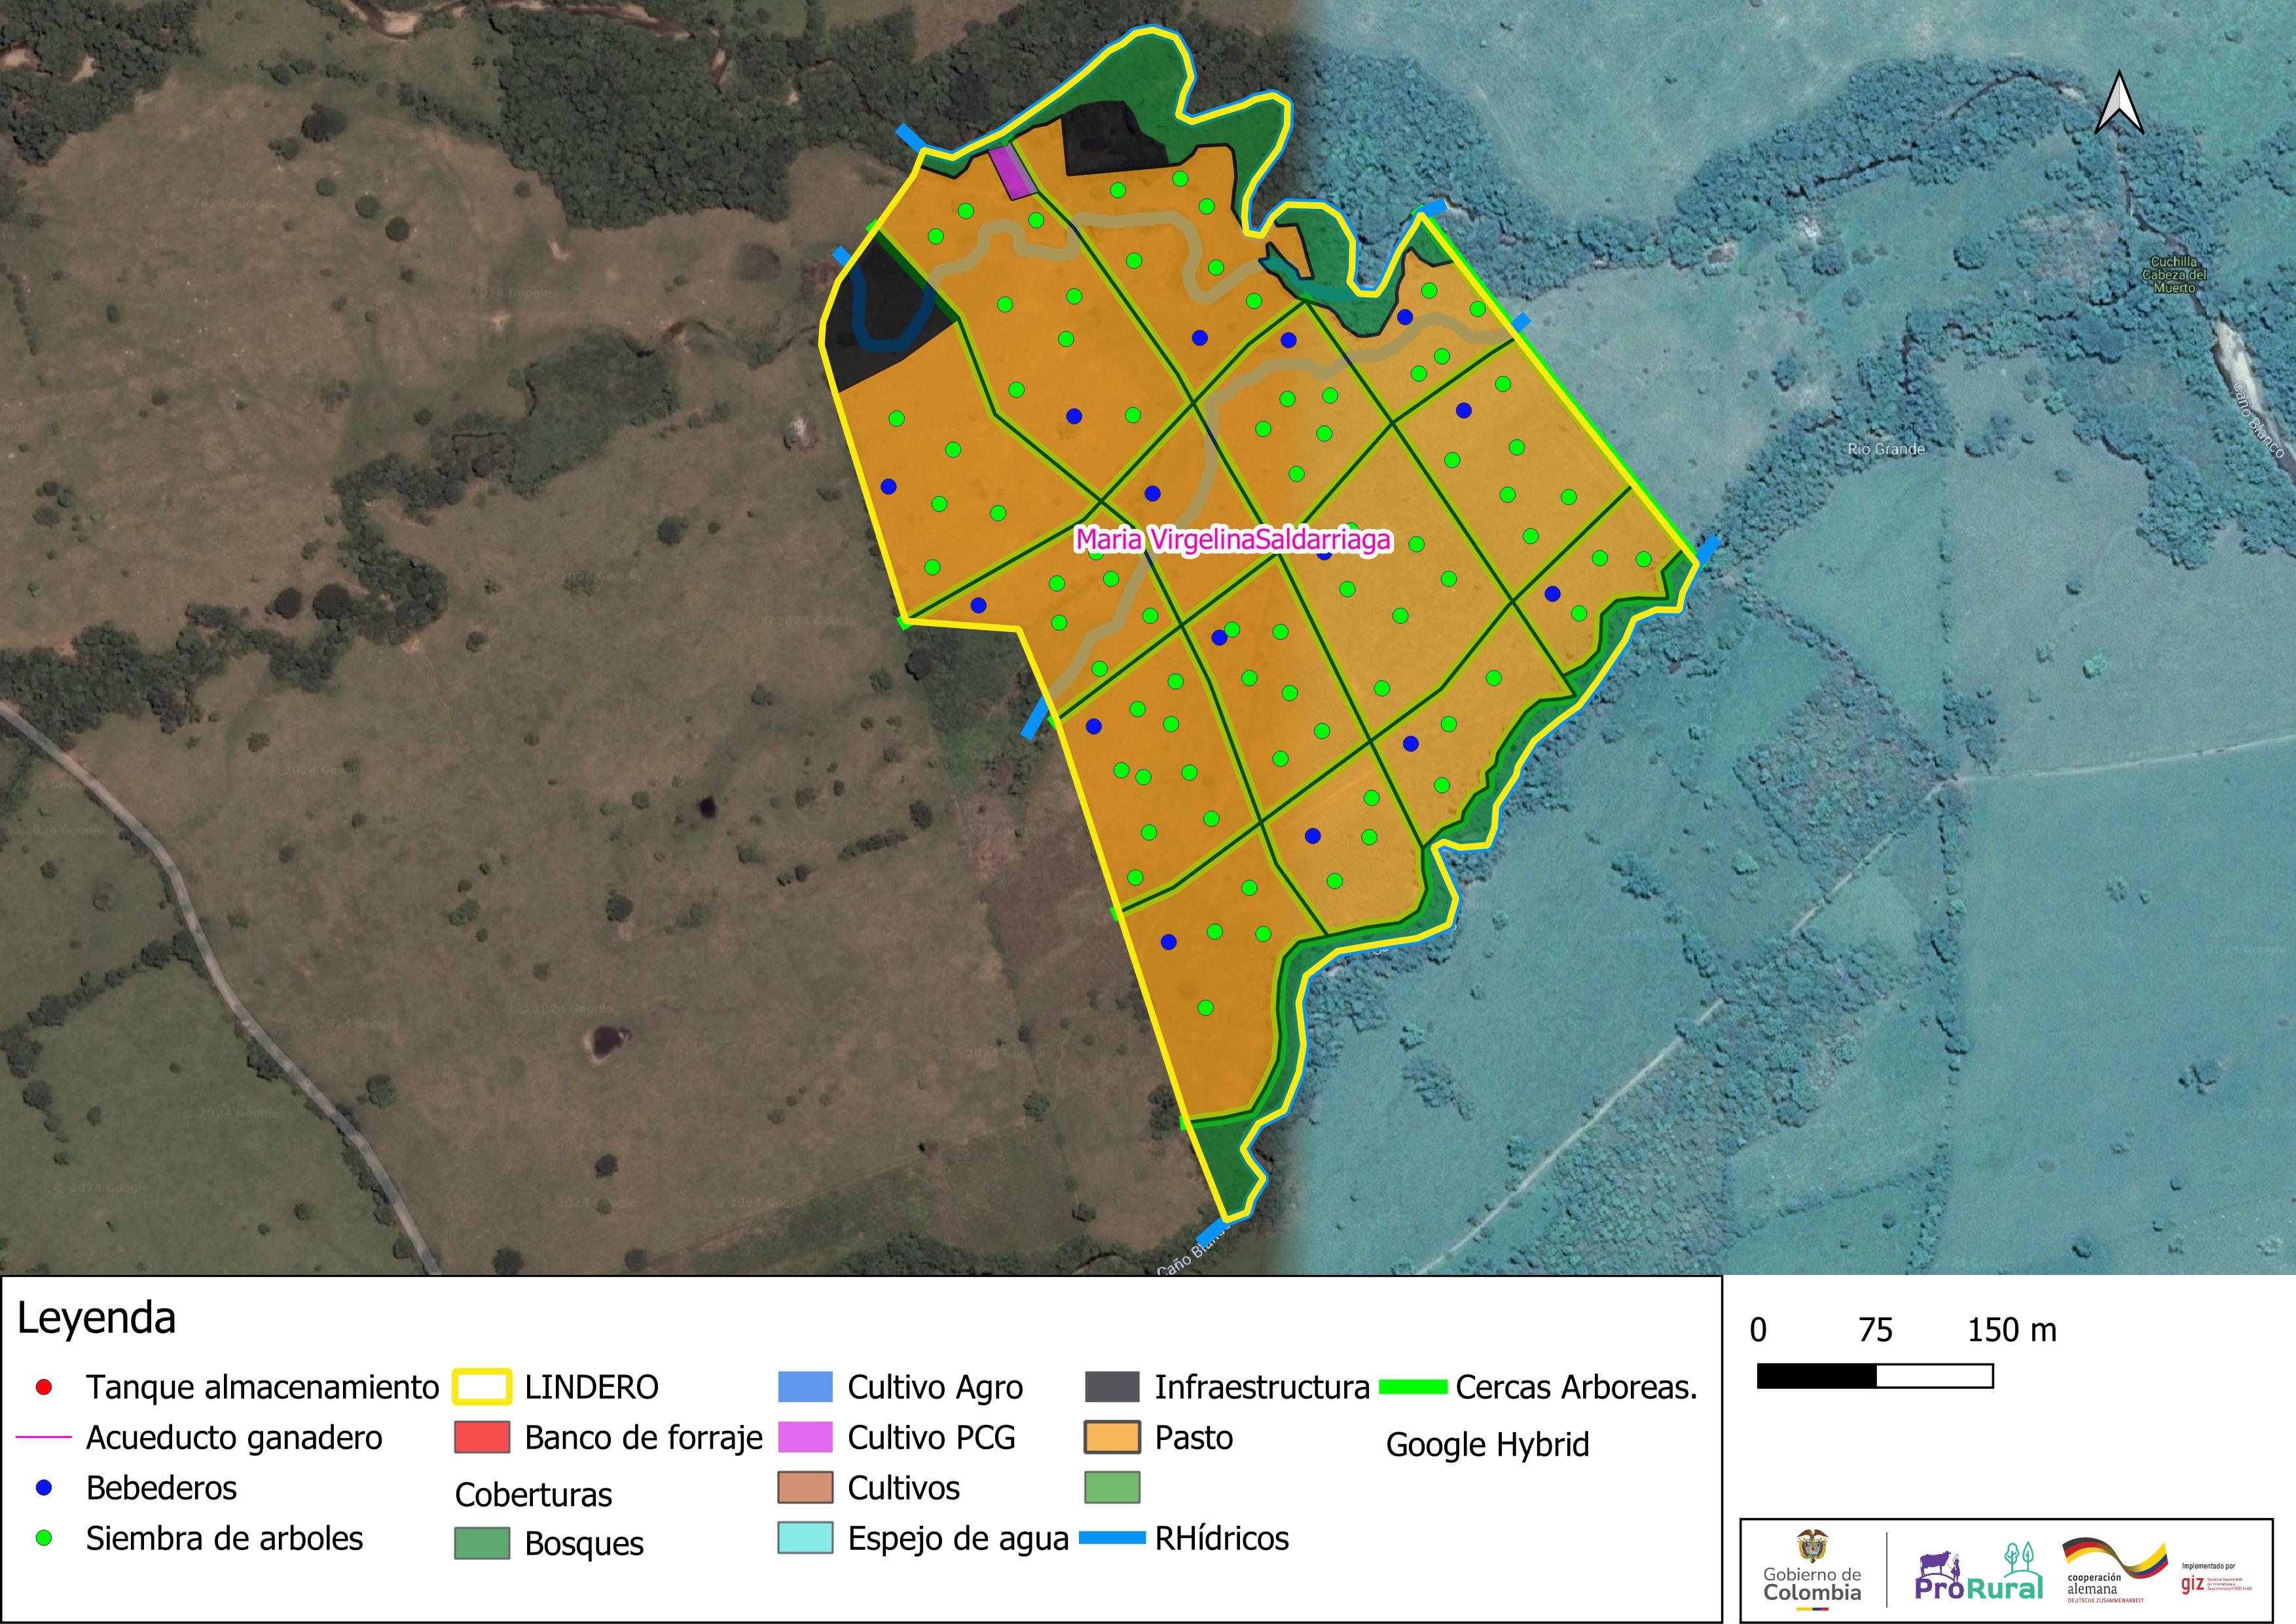 Cuchilla
Cabeza del
Muerto
Caño Blanco
Rio Grande
Maria VirgelinaSaldarriaga
Caño
Leyenda
Tanque almacenamiento
Acueducto ganadero
Bebederos
Siembra de arboles
LINDERO
Banco de forraje
Coberturas
Bosques
Cultivo Agro
Cultivo PCG
Cultivos
Espejo de agua
Infraestructura
Pasto
RHídricos
Cercas Arboreas.
Google Hybrid
0 75 150 m
Gobierno de
Colombia
ProRural
cooperación
alemana
DEUTSCHE ZUSAMMENARBEIT
Implementado por
giz